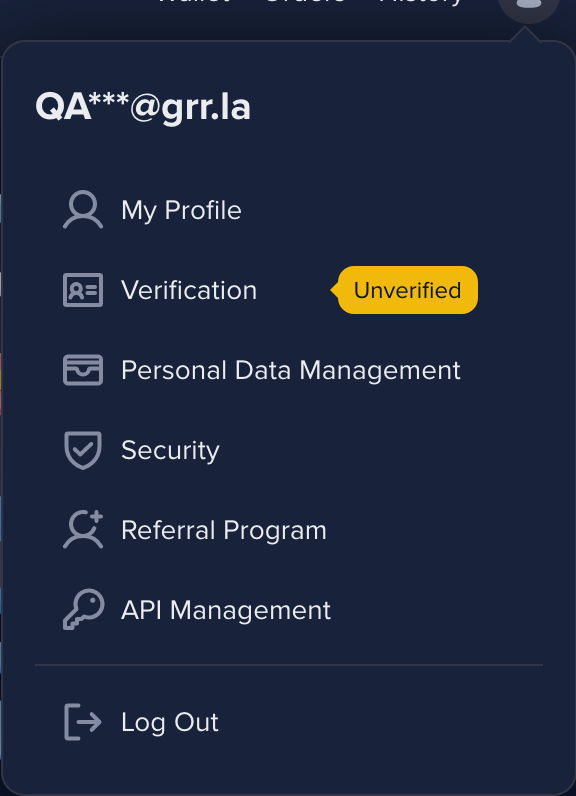 Wallet Orders History
QA***@grr.la
My Profile
Verification
Unverified
Personal Data Management
Security
Referral Program
API Management
Log Out